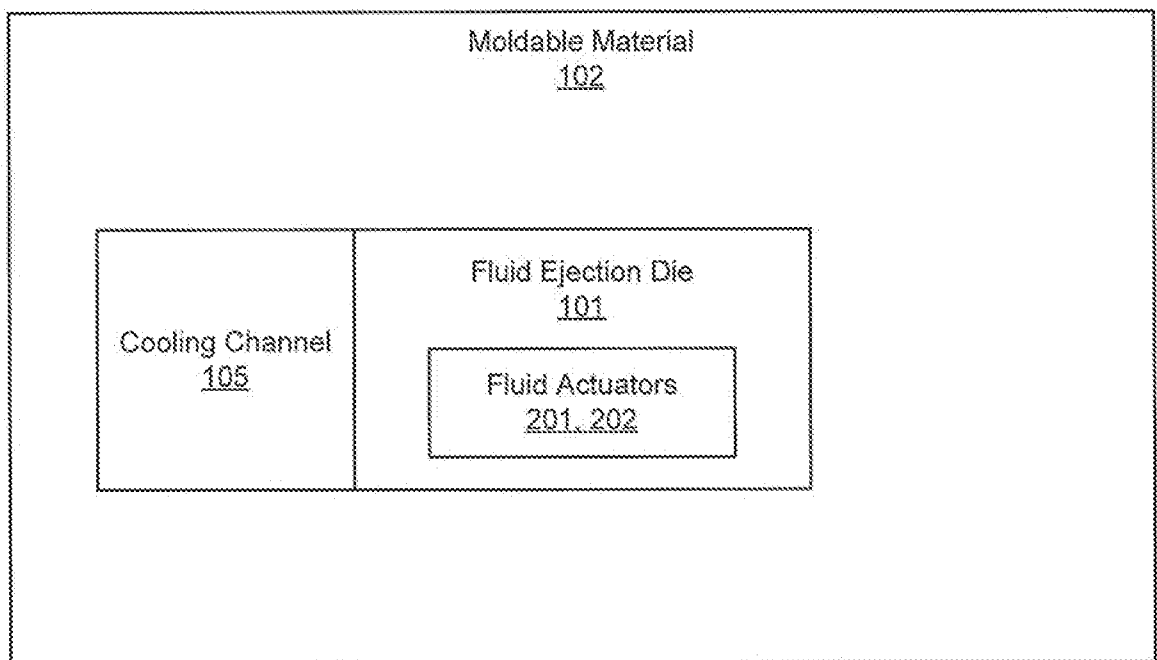 Moldable Material
102
Fluid Ejection Die
101
Cooling Channel
105
Fluid Actuators
201, 202